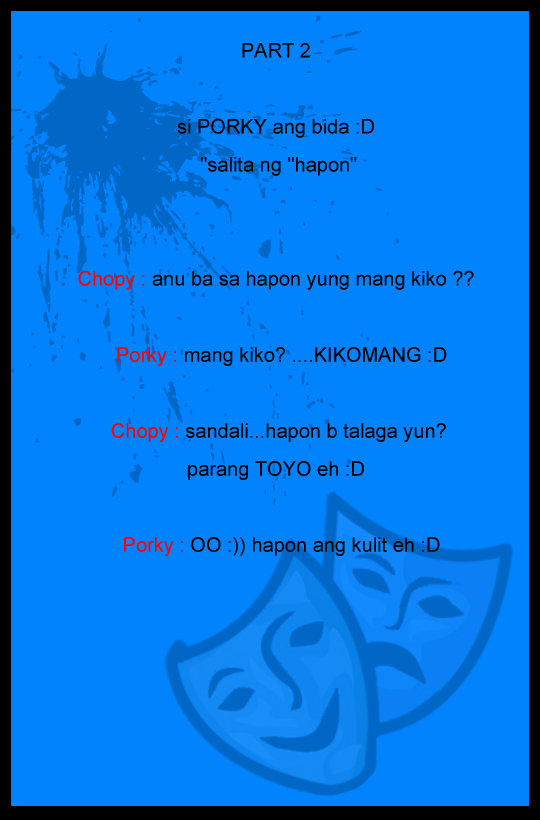 PART 2
si PORKY ang bida :D
"salita ng "hapon"
Chopy : anu ba sa hapon yung mang kiko ??
Porky : mang kiko? ....KIKOMANG :D
Chopy : sandali...hapon b talaga yun?
parang TOYO eh :D
Porky : OO :)) hapon ang kulit eh :D